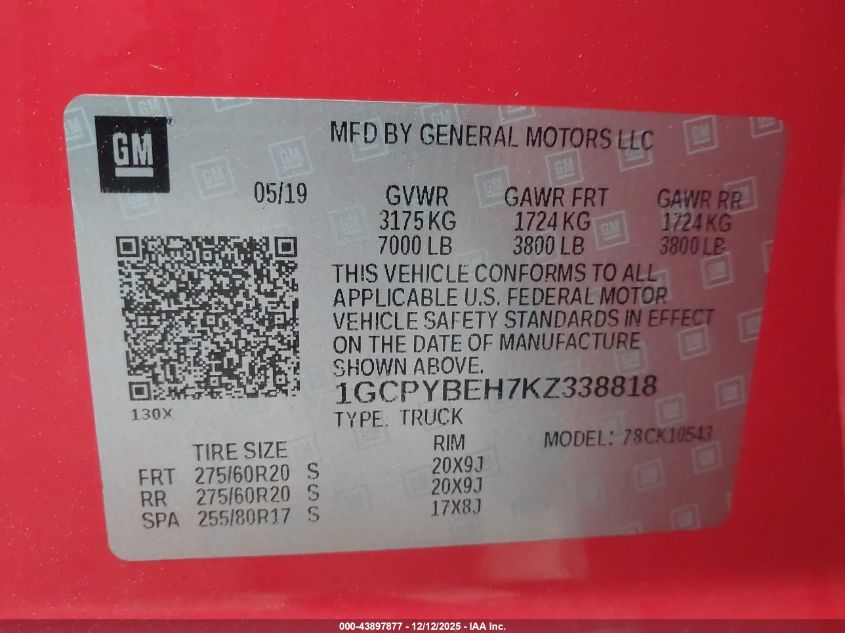 GM
MFD BY GENERAL MOTORS LLC
05/19
GVWR GAWR FRT GAWR RR
3175 KG 1724 KG 1724 KG
7000 LB 3800 LB 3800 LB
THIS VEHICLE CONFORMS TO ALL
APPLICABLE U.S. FEDERAL MOTOR
VEHICLE SAFETY STANDARDS IN EFFECT
ON THE DATE OF MANUFACTURE
SHOWN ABOVE.
1GCPYBEH7KZ338818
130X
TYPE: TRUCK
MODEL: 78CK10543
TIRE SIZE RIM
FRT 275/60R20 S 20X9J
RR 275/60R20 S 20X9J
SPA 255/80R17 S 17X8J
000-43897877 - 12/12/2025 - IAA Inc.